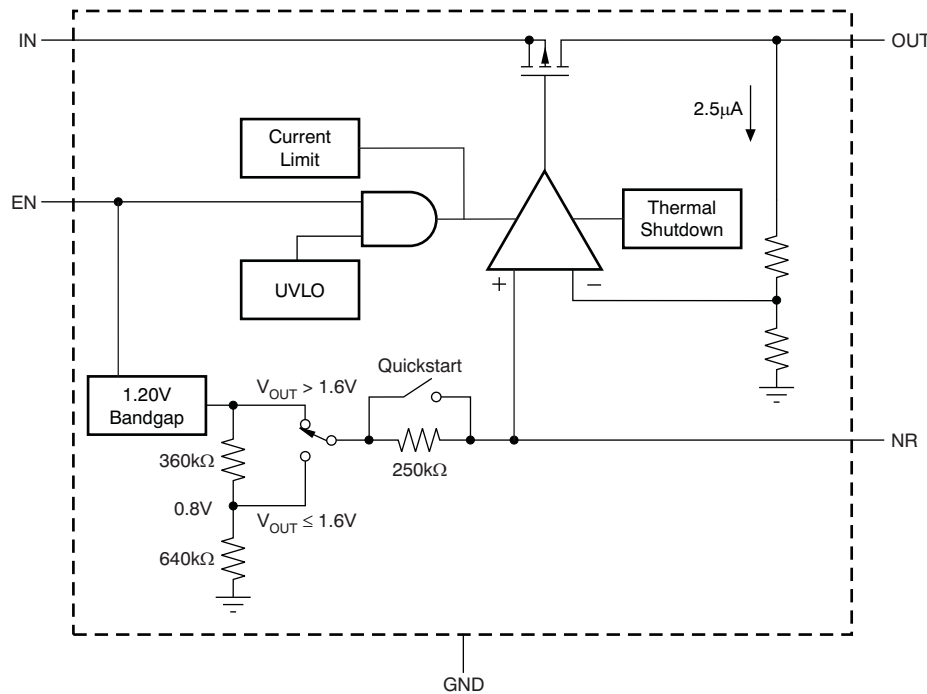 IN
OUT
2.5μA
Current
Limit
EN
Thermal
Shutdown
UVLO
+
−
Quickstart
V_OUT > 1.6V
1.20V
Bandgap
360kΩ
250kΩ
NR
0.8V
V_OUT ≤ 1.6V
640kΩ
GND